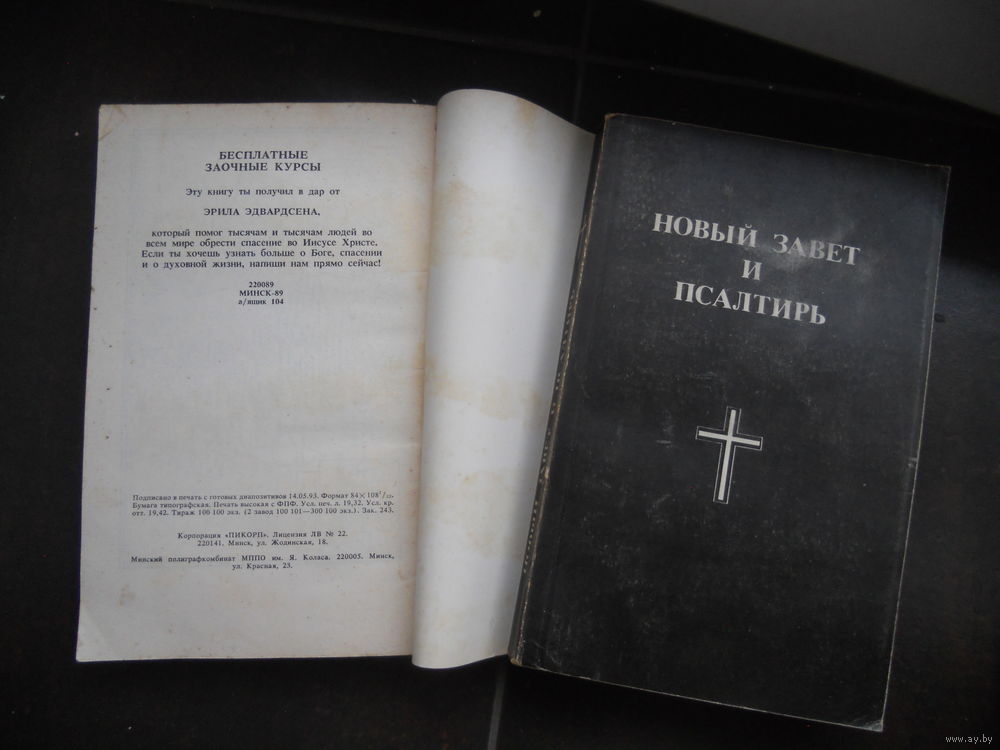 БЕСПЛАТНЫЕ
ЗАОЧНЫЕ КУРСЫ
Эту книгу ты получил в дар от
ЭРИЛА ЭДВАРДСЕНА,
который помог тысячам и тысячам людей во
всем мире обрести спасение во Иисусе Христе.
Если ты хочешь узнать больше о Боге, спасении
и о духовной жизни, напиши нам прямо сейчас!
220089
МИНСК-89
а/ящик 104
Подписано в печать с готовых диапозитивов 14.05.93. Формат 84×108¹/₃₂.
Бумага типографская. Печать высокая с ФПФ. Усл. печ. л. 19,32. Усл. кр.
отт. 19,42. Тираж 100 100 экз. (2 завод 100 101—300 100 экз.). Зак. 243.
Корпорация «ПИКОРП». Лицензия ЛВ № 22.
220141. Минск, ул. Жодинская, 18.
Минский полиграфкомбинат МППО им. Я. Коласа. 220005. Минск,
ул. Красная, 23.
НОВЫЙ ЗАВЕТ
И
ПСАЛТИРЬ
www.ay.by